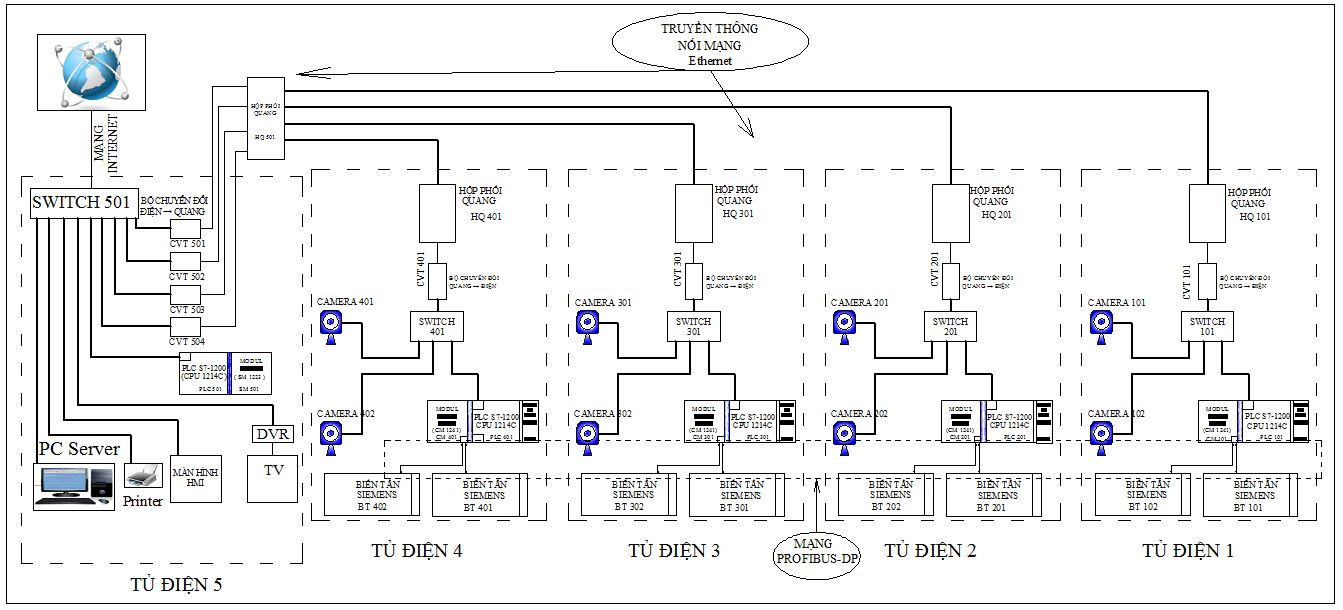 TRUYỀN THÔNG
NỐI MẠNG
Ethernet
MẠNG
INTERNET
HỘP PHỐI
QUANG
HQ 501
SWITCH 501
BỘ CHUYỂN ĐỔI
ĐIỆN → QUANG
CVT 501
CVT 502
CVT 503
CVT 504
PLC S7-1200
(CPU 1214C)
PLC 501
MODUL
(SM 1223)
SM 501
DVR
TV
PC Server
Printer
MÀN HÌNH
HMI
TỦ ĐIỆN 5
HỘP PHỐI
QUANG
HQ 401
CVT 401
BỘ CHUYỂN ĐỔI
QUANG → ĐIỆN
CAMERA 401
SWITCH
401
CAMERA 402
MODUL
(CM 1241)
CM 401
PLC S7-1200
CPU 1214C
PLC 401
BIẾN TẦN
SIEMENS
BT 402
BIẾN TẦN
SIEMENS
BT 401
TỦ ĐIỆN 4
HỘP PHỐI
QUANG
HQ 301
CVT 301
BỘ CHUYỂN ĐỔI
QUANG → ĐIỆN
CAMERA 301
SWITCH
301
CAMERA 302
MODUL
(CM 1241)
CM 301
PLC S7-1200
CPU 1214C
PLC 301
BIẾN TẦN
SIEMENS
BT 302
BIẾN TẦN
SIEMENS
BT 301
TỦ ĐIỆN 3
HỘP PHỐI
QUANG
HQ 201
CVT 201
BỘ CHUYỂN ĐỔI
QUANG → ĐIỆN
CAMERA 201
SWITCH
201
CAMERA 202
MODUL
(CM 1241)
CM 201
PLC S7-1200
CPU 1214C
PLC 201
BIẾN TẦN
SIEMENS
BT 202
BIẾN TẦN
SIEMENS
BT 201
TỦ ĐIỆN 2
HỘP PHỐI
QUANG
HQ 101
CVT 101
BỘ CHUYỂN ĐỔI
QUANG → ĐIỆN
CAMERA 101
SWITCH
101
CAMERA 102
MODUL
(CM 1241)
CM 101
PLC S7-1200
CPU 1214C
PLC 101
BIẾN TẦN
SIEMENS
BT 102
BIẾN TẦN
SIEMENS
BT 101
TỦ ĐIỆN 1
MẠNG
PROFIBUS-DP